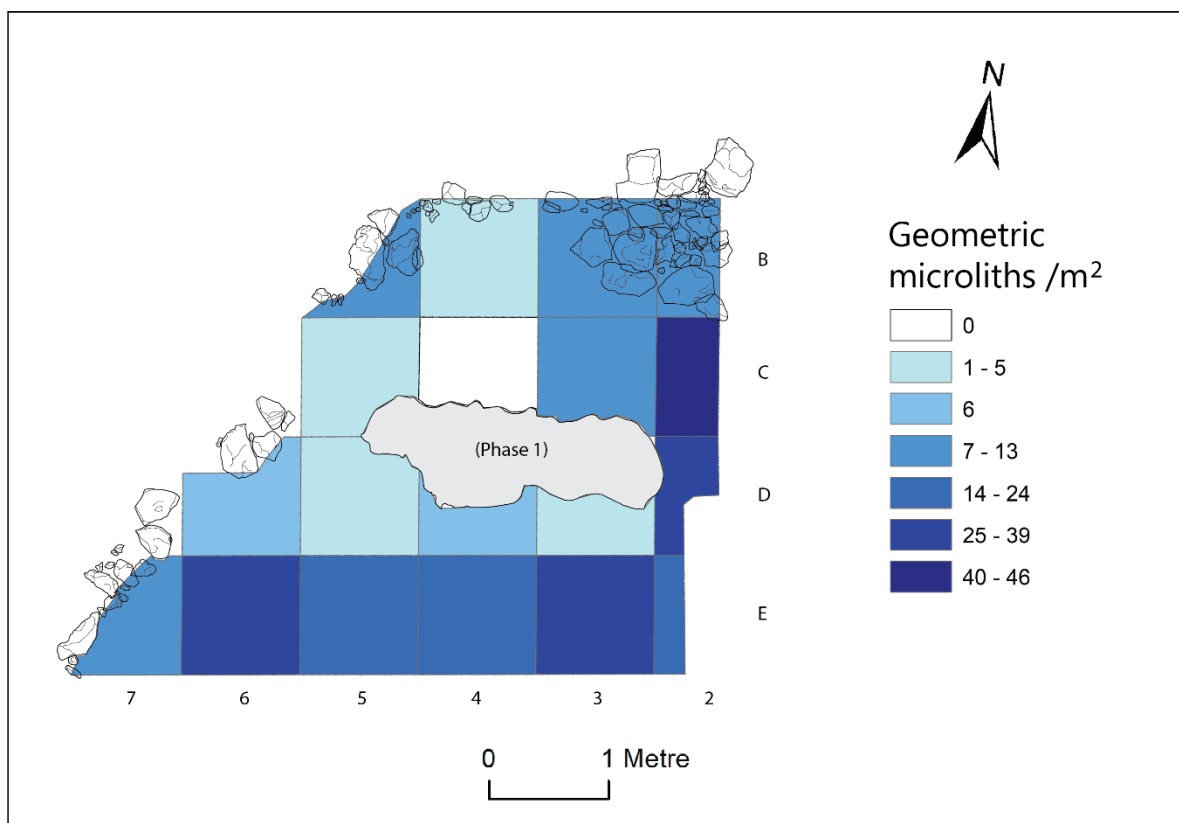 N
Geometric
microliths /m²
0
1 - 5
6
7 - 13
14 - 24
25 - 39
40 - 46
B
C
D
E
(Phase 1)
7 6 5 4 3 2
0 1 Metre